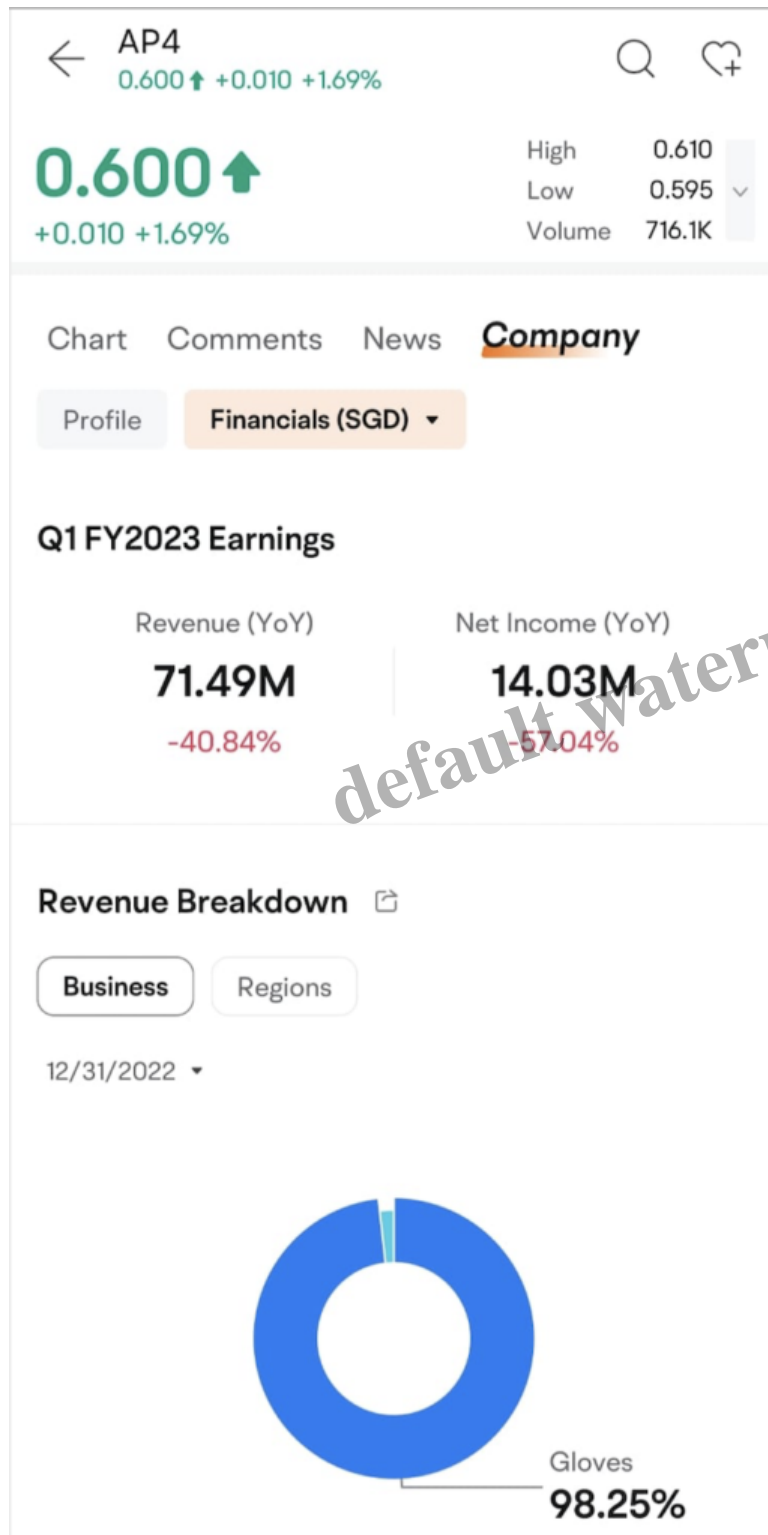 AP4
0.600 +0.010 +1.69%
0.600
+0.010 +1.69%
High 0.610
Low 0.595
Volume 716.1K
Chart Comments News Company
Profile Financials (SGD)
Q1 FY2023 Earnings
Revenue (YoY) Net Income (YoY)
71.49M 14.03M
-40.84% -57.04%
default
Revenue Breakdown
Business Regions
12/31/2022
Gloves
98.25%